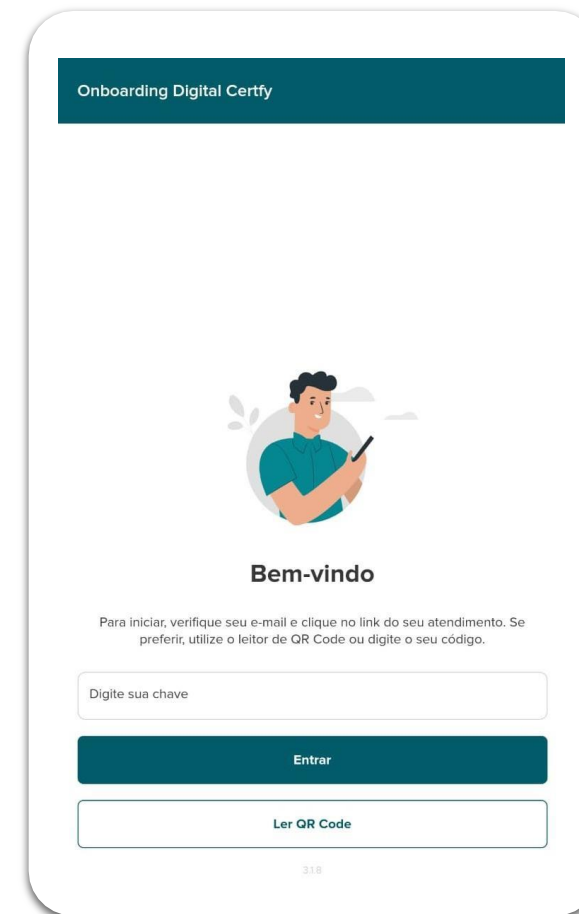 Onboarding Digital Certfy
Bem-vindo
Para iniciar, verifique seu e-mail e clique no link do seu atendimento. Se
preferir, utilize o leitor de QR Code ou digite o seu código.
Digite sua chave
Entrar
Ler QR Code
318